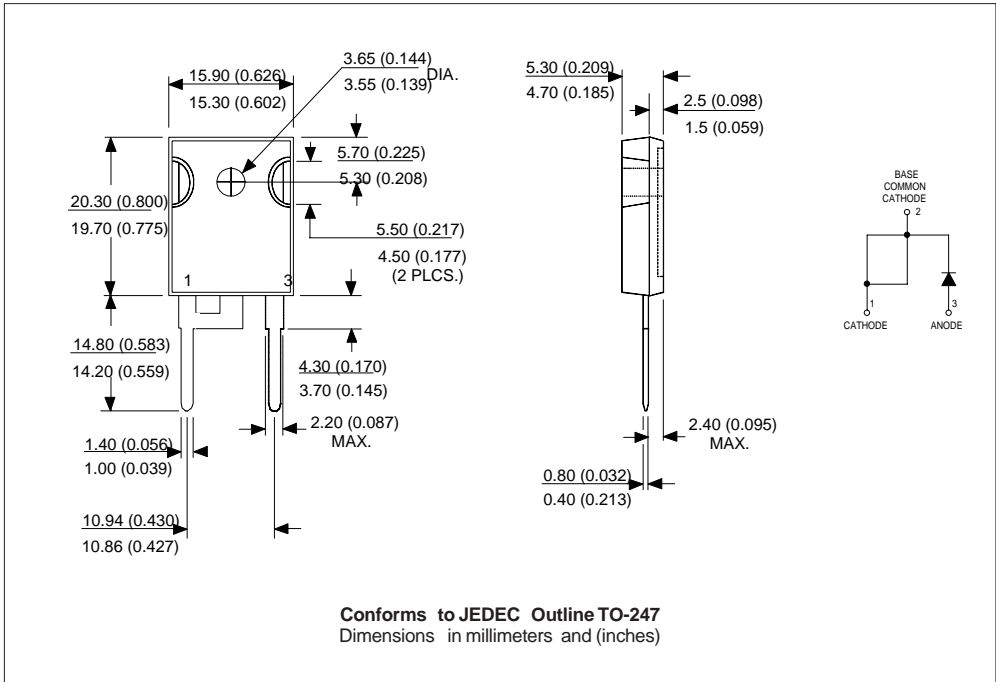 3.65 (0.144)
3.55 (0.139)
DIA.
15.90 (0.626)
15.30 (0.602)
5.70 (0.225)
5.30 (0.208)
20.30 (0.800)
19.70 (0.775)
5.50 (0.217)
4.50 (0.177)
(2 PLCS.)
1
3
14.80 (0.583)
14.20 (0.559)
4.30 (0.170)
3.70 (0.145)
2.20 (0.087)
MAX.
1.40 (0.056)
1.00 (0.039)
10.94 (0.430)
10.86 (0.427)
5.30 (0.209)
4.70 (0.185)
2.5 (0.098)
1.5 (0.059)
2.40 (0.095)
MAX.
0.80 (0.032)
0.40 (0.213)
BASE
COMMON
CATHODE
2
1
3
CATHODE
ANODE
Conforms to JEDEC Outline TO-247
Dimensions in millimeters and (inches)